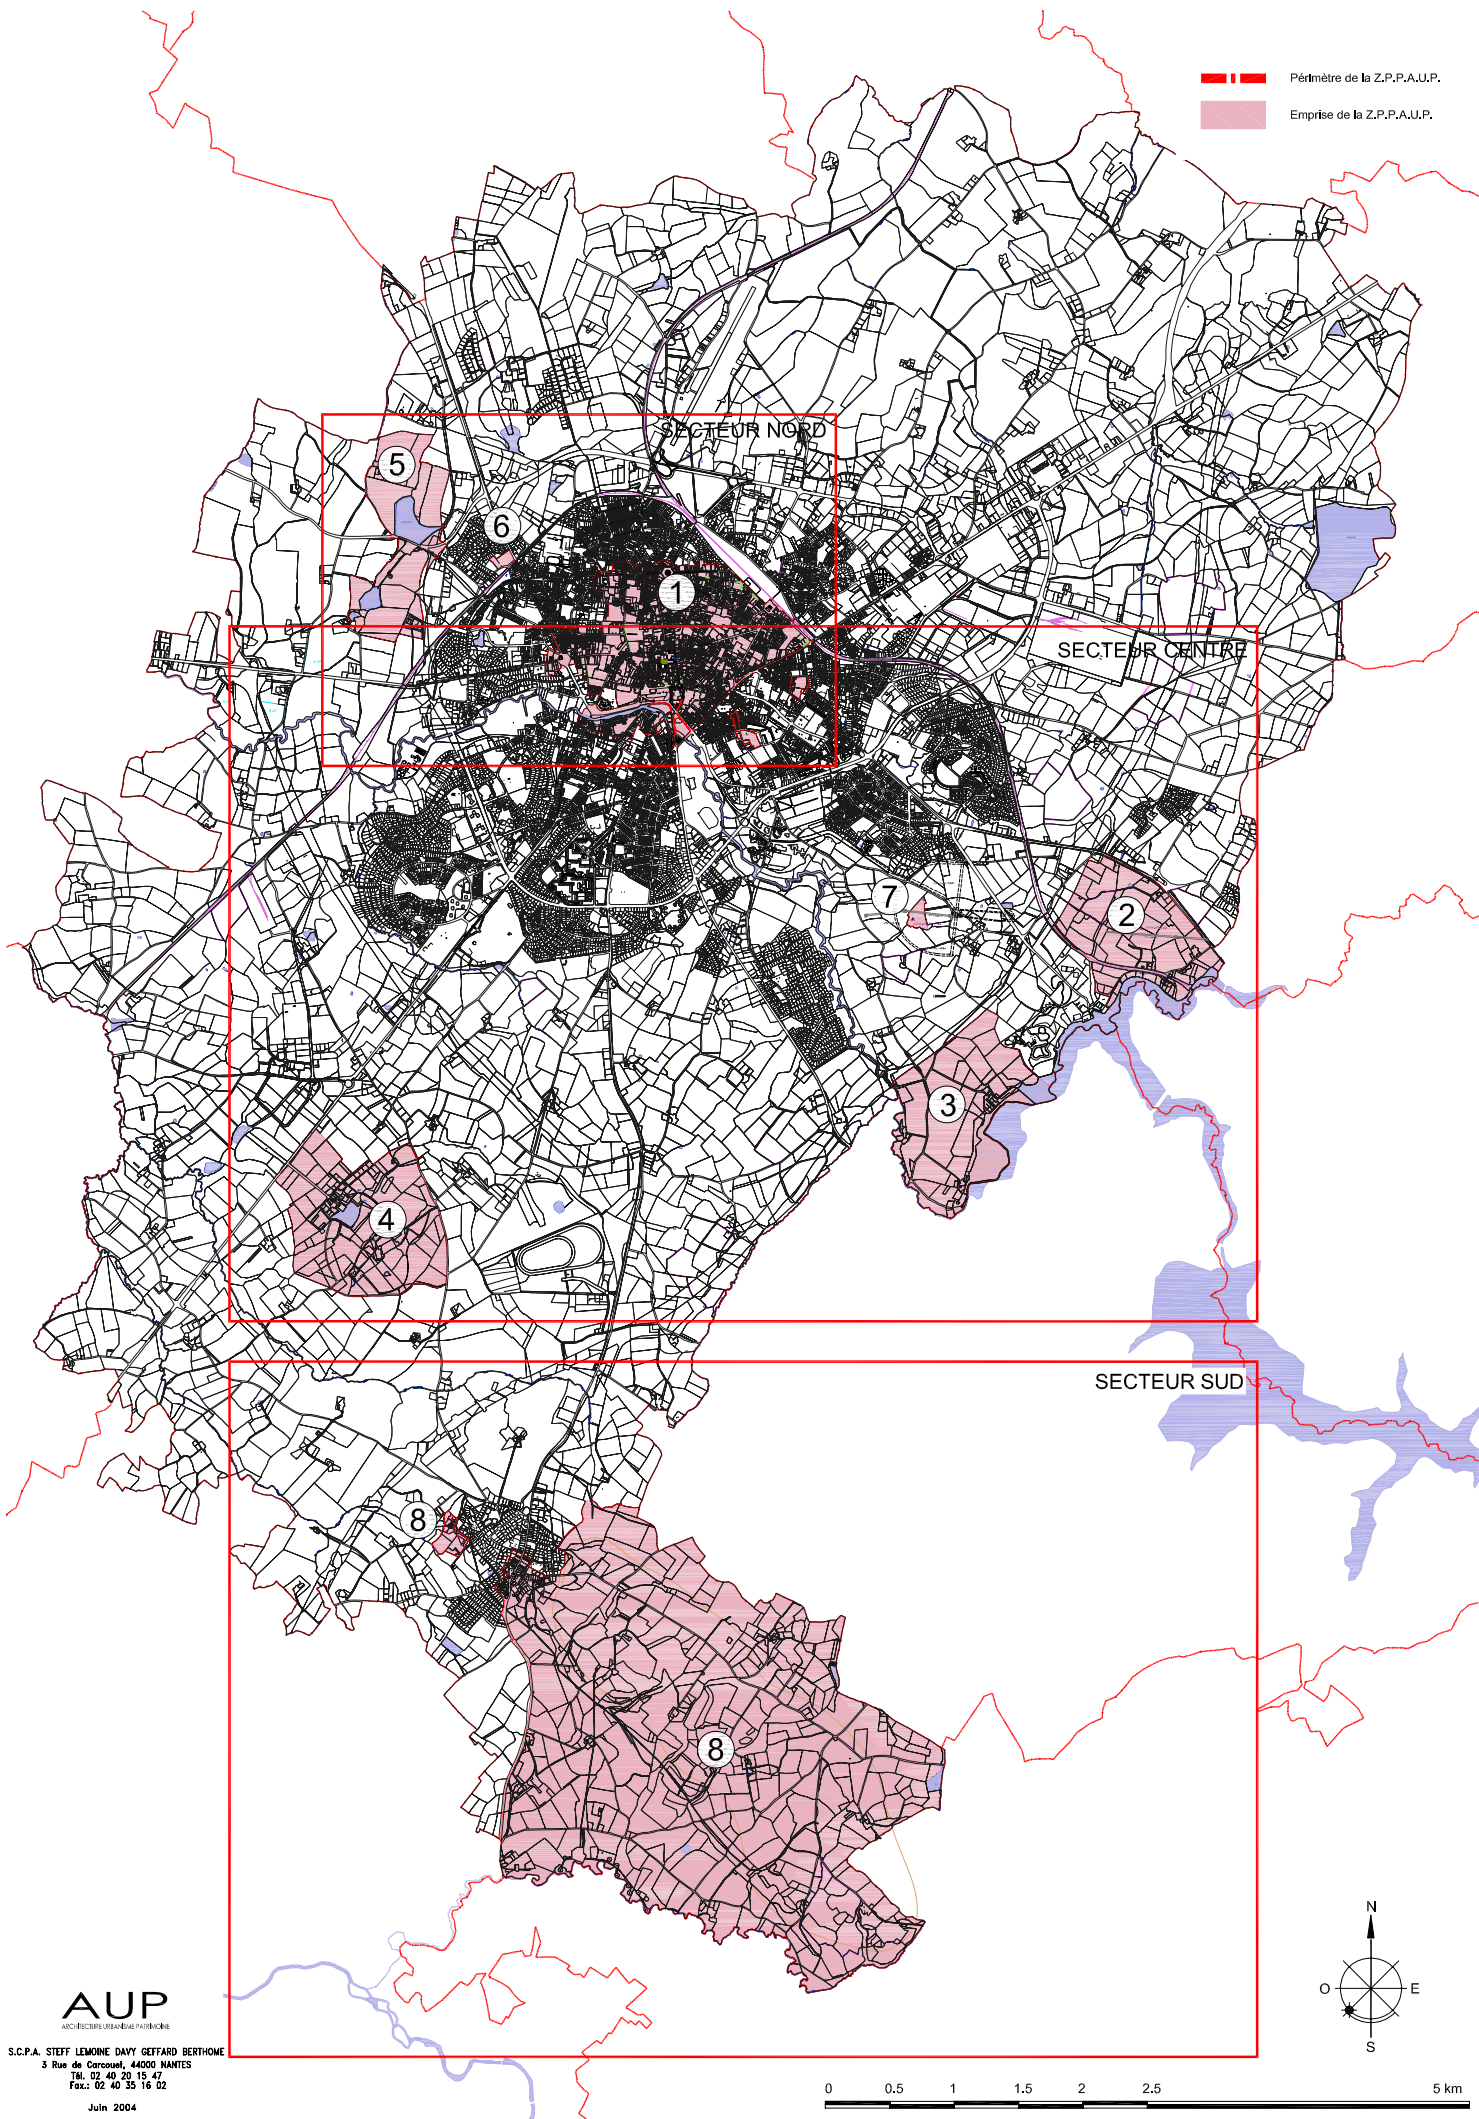 Périmètre de la Z.P.P.A.U.P.
Emprise de la Z.P.P.A.U.P.
SECTEUR NORD
5
6
1
SECTEUR CENTRE
7
2
3
4
SECTEUR SUD
8
8
N
O
E
S
AUP
ARCHITECTURE URBANISME PATRIMOINE
S.C.P.A. STEFF LEMOINE DAVY GEFFARD BERTHOME
3 Rue de Carcouet, 44000 NANTES
Tél. 02 40 20 15 47
Fax.: 02 40 35 16 02
Juin 2004
0 0.5 1 1.5 2 2.5 5 km